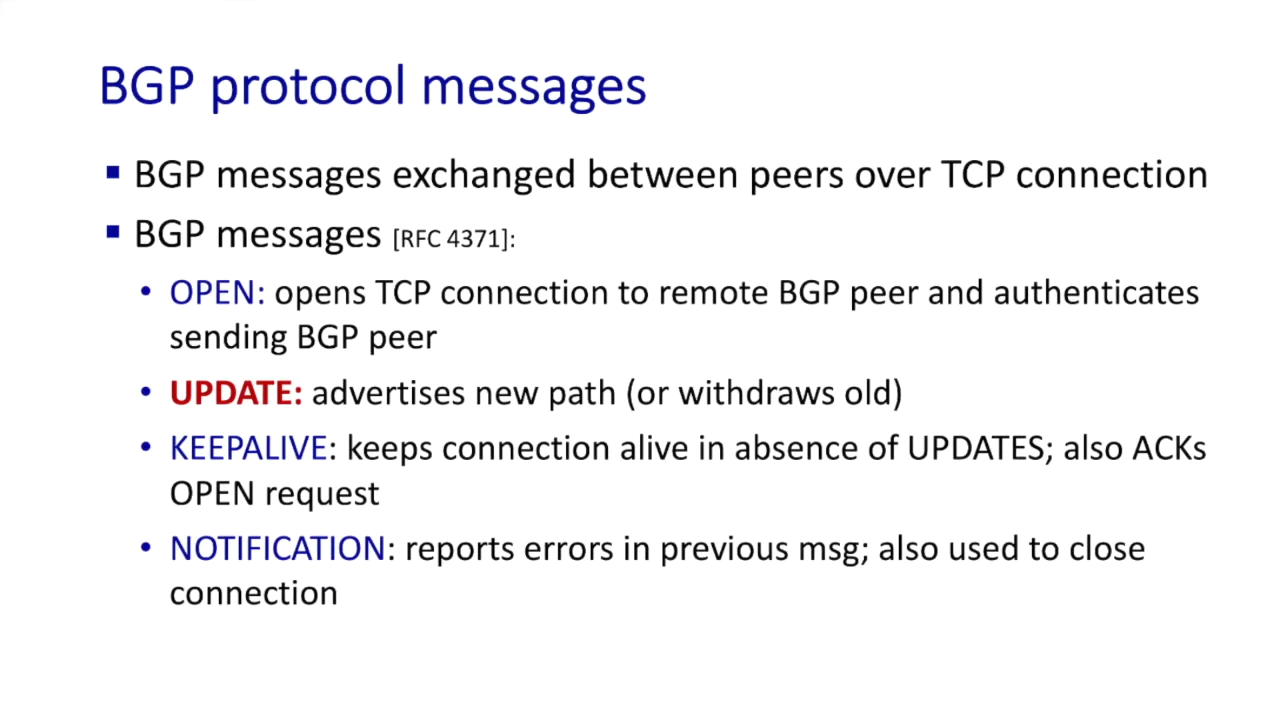 BGP protocol messages
▪ BGP messages exchanged between peers over TCP connection
▪ BGP messages [RFC 4371]:
• OPEN: opens TCP connection to remote BGP peer and authenticates
sending BGP peer
• UPDATE: advertises new path (or withdraws old)
• KEEPALIVE: keeps connection alive in absence of UPDATES; also ACKs
OPEN request
• NOTIFICATION: reports errors in previous msg; also used to close
connection